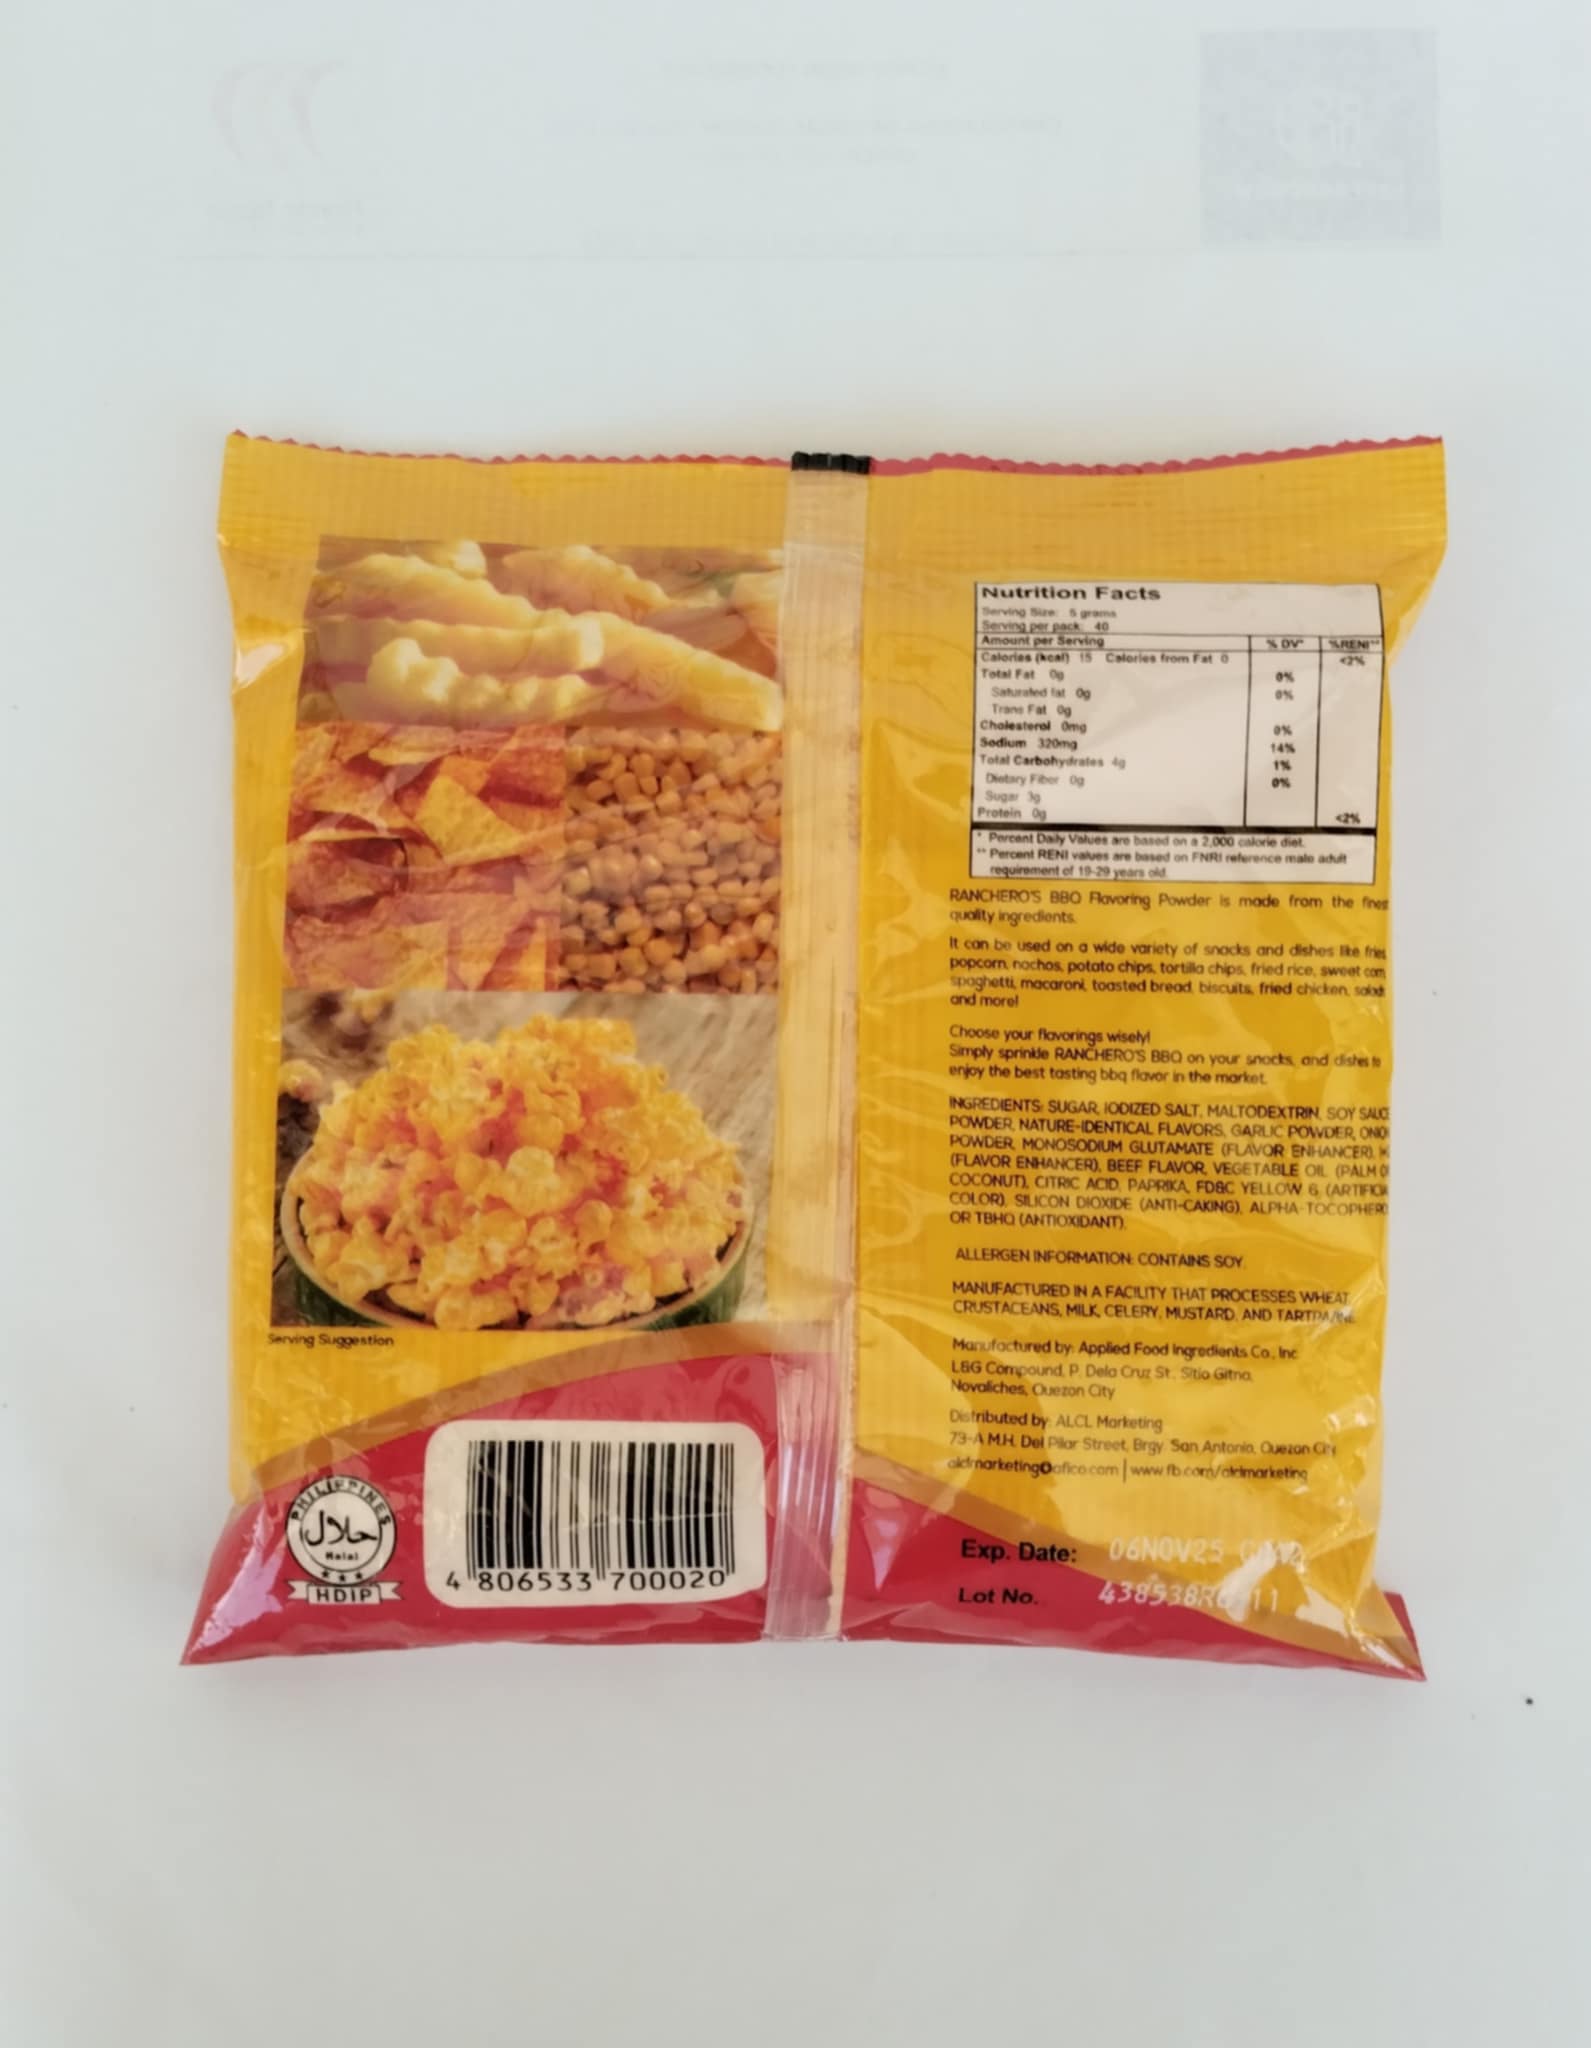 Nutrition Facts
Serving Size: 5 grams
Serving per pack: 40
Amount per Serving % DV* %RENI**
Calories (kcal) 15 Calories from Fat 0 <2%
Total Fat 0g 0%
Saturated fat 0g 0%
Trans Fat 0g
Cholesterol 0mg 0%
Sodium 320mg 14%
Total Carbohydrates 4g 1%
Dietary Fiber 0g 0%
Sugar 3g
Protein 0g <2%
* Percent Daily Values are based on a 2,000 calorie diet.
** Percent RENI values are based on FNRI reference male adult
requirement of 19-29 years old.
RANCHERO'S BBQ Flavoring Powder is made from the fines
quality ingredients.
It can be used on a wide variety of snacks and dishes like fries
popcorn, nachos, potato chips, tortilla chips, fried rice, sweet corn
spaghetti, macaroni, toasted bread, biscuits, fried chicken, salads
and more!
Choose your flavorings wisely!
Simply sprinkle RANCHERO'S BBQ on your snacks, and dishes to
enjoy the best tasting bbq flavor in the market.
INGREDIENTS: SUGAR, IODIZED SALT, MALTODEXTRIN, SOY SAUCE
POWDER, NATURE-IDENTICAL FLAVORS, GARLIC POWDER, ONIO
POWDER, MONOSODIUM GLUTAMATE (FLAVOR ENHANCER),
(FLAVOR ENHANCER), BEEF FLAVOR, VEGETABLE OIL (PALM O
COCONUT), CITRIC ACID, PAPRIKA, FD&C YELLOW 6 (ARTIFICIA
COLOR), SILICON DIOXIDE (ANTI-CAKING), ALPHA-TOCOPHERO
OR TBHQ (ANTIOXIDANT).
ALLERGEN INFORMATION: CONTAINS SOY.
MANUFACTURED IN A FACILITY THAT PROCESSES WHEAT,
CRUSTACEANS, MILK, CELERY, MUSTARD, AND TARTRAZINE
Manufactured by: Applied Food Ingredients Co., Inc
L&G Compound, P. Dela Cruz St., Sitio Gitna,
Novaliches, Quezon City
Distributed by: ALCL Marketing
73-A M.H. Del Pilar Street, Brgy. San Antonio, Quezon City
alclmarketing@afico.com | www.fb.com/alclmarketing
Exp. Date: 06NOV25
Lot No.
Serving Suggestion
PHILIPPINES
حلال
Halal
HDIP
4 806533 700020